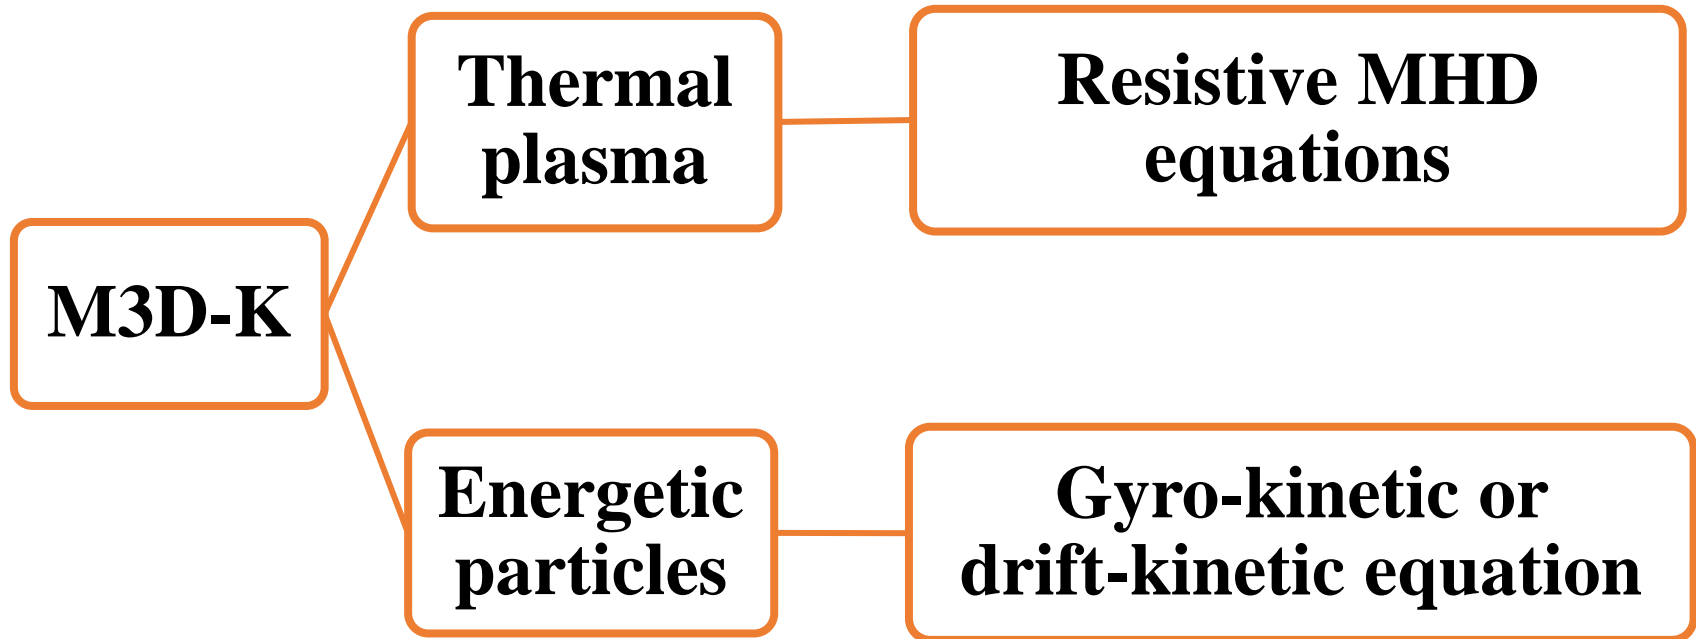 Thermal
plasma
Resistive MHD
equations
M3D-K
Energetic
particles
Gyro-kinetic or
drift-kinetic equation